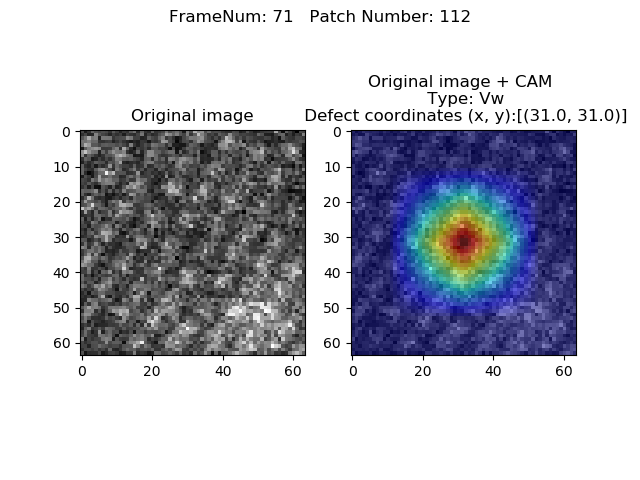 FrameNum: 71   Patch Number: 112
Original image
0
10
20
30
40
50
60
0 20 40 60
Original image + CAM
Type: Vw
Defect coordinates (x, y):[(31.0, 31.0)]
0
10
20
30
40
50
60
0 20 40 60